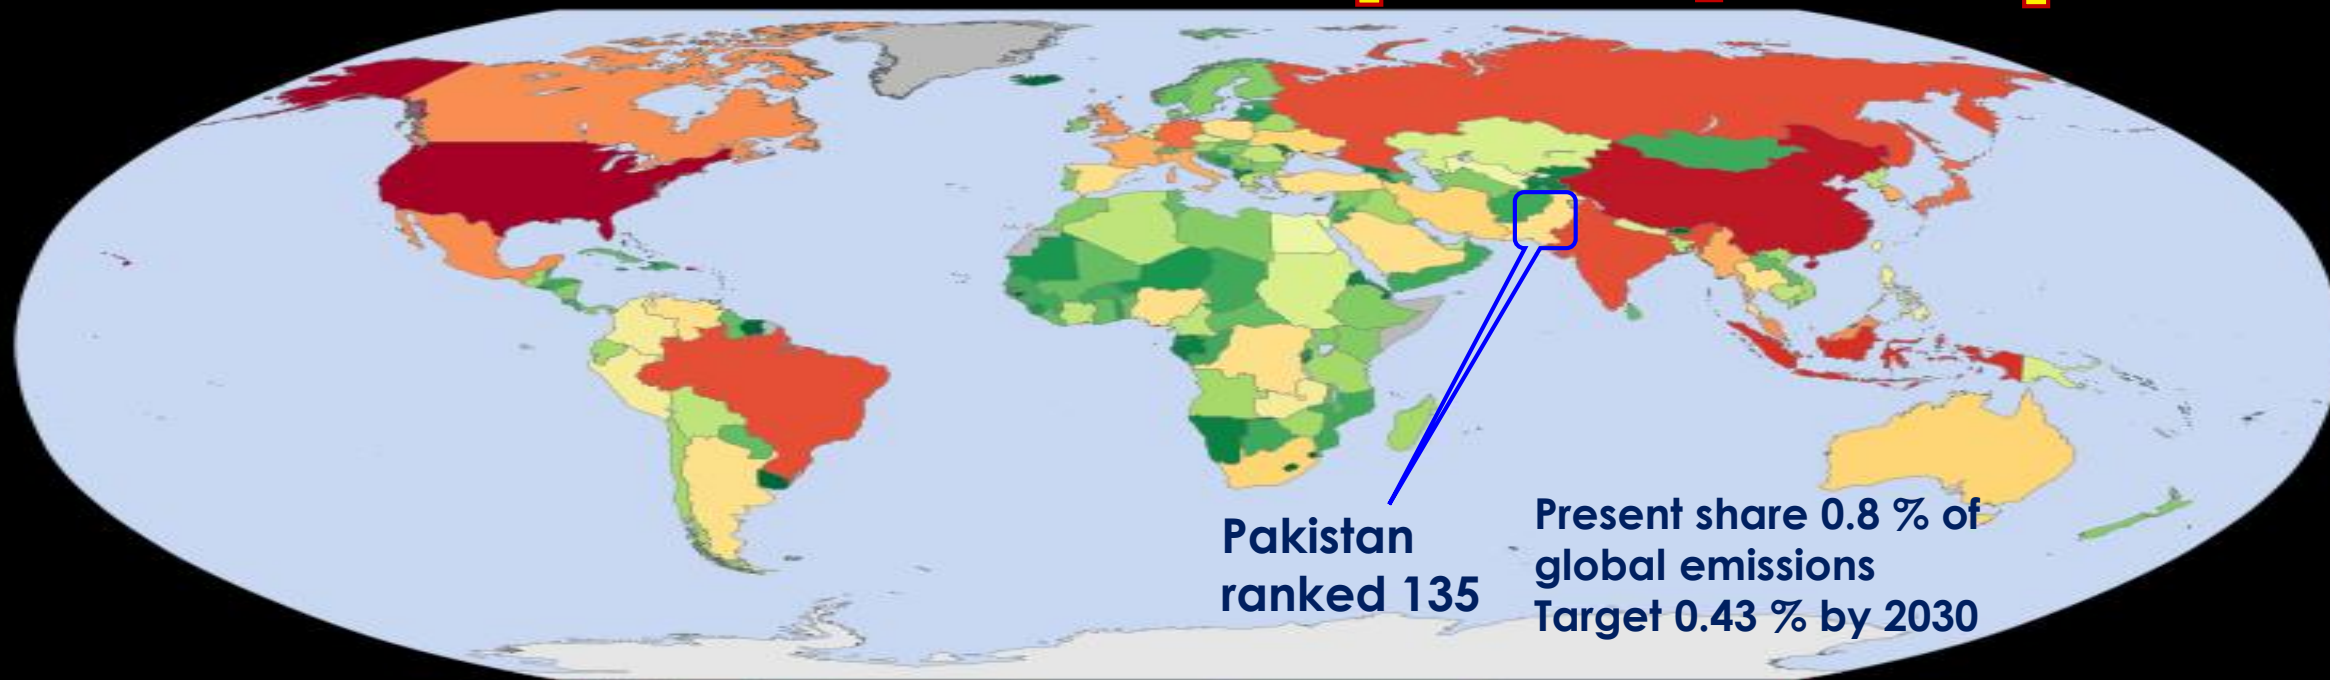 Pakistan
ranked 135
Present share 0.8 % of
global emissions
Target 0.43 % by 2030